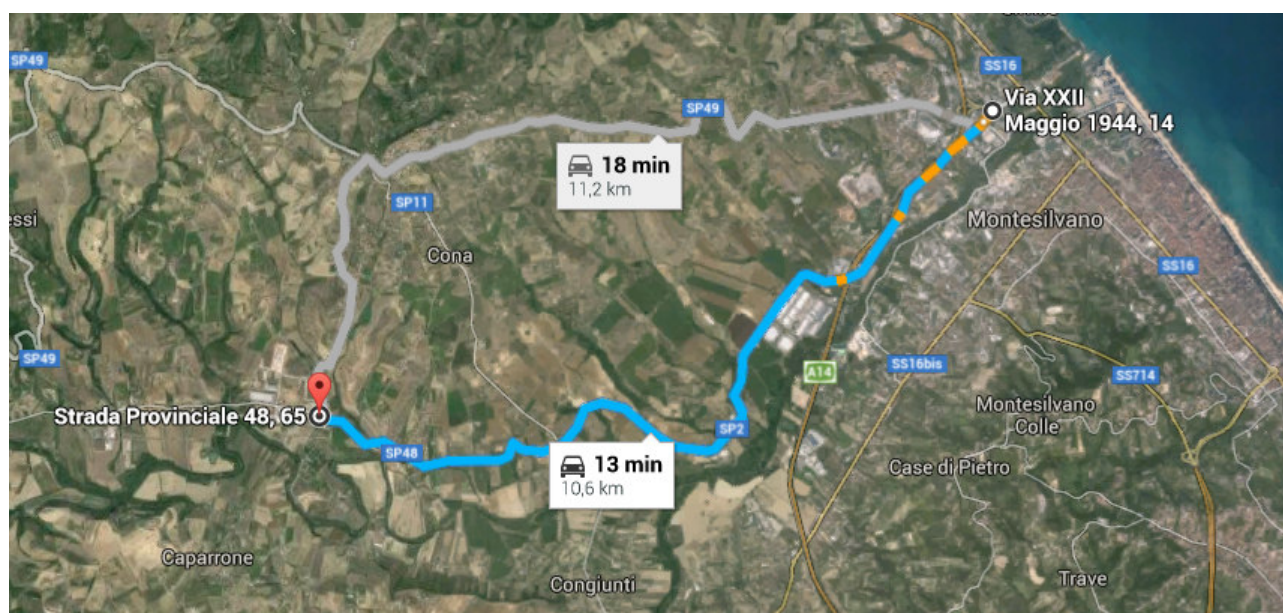 SP49
SS16
Via XXII
Maggio 1944, 14
SP49
18 min
11,2 km
SP11
Montesilvano
essi
Cona
SS16
SP49
A14
SS16bis
SS714
Strada Provinciale 48, 65
Montesilvano
Colle
SP2
SP48
13 min
10,6 km
Case di Pietro
Caparrone
Congiunti
Trave